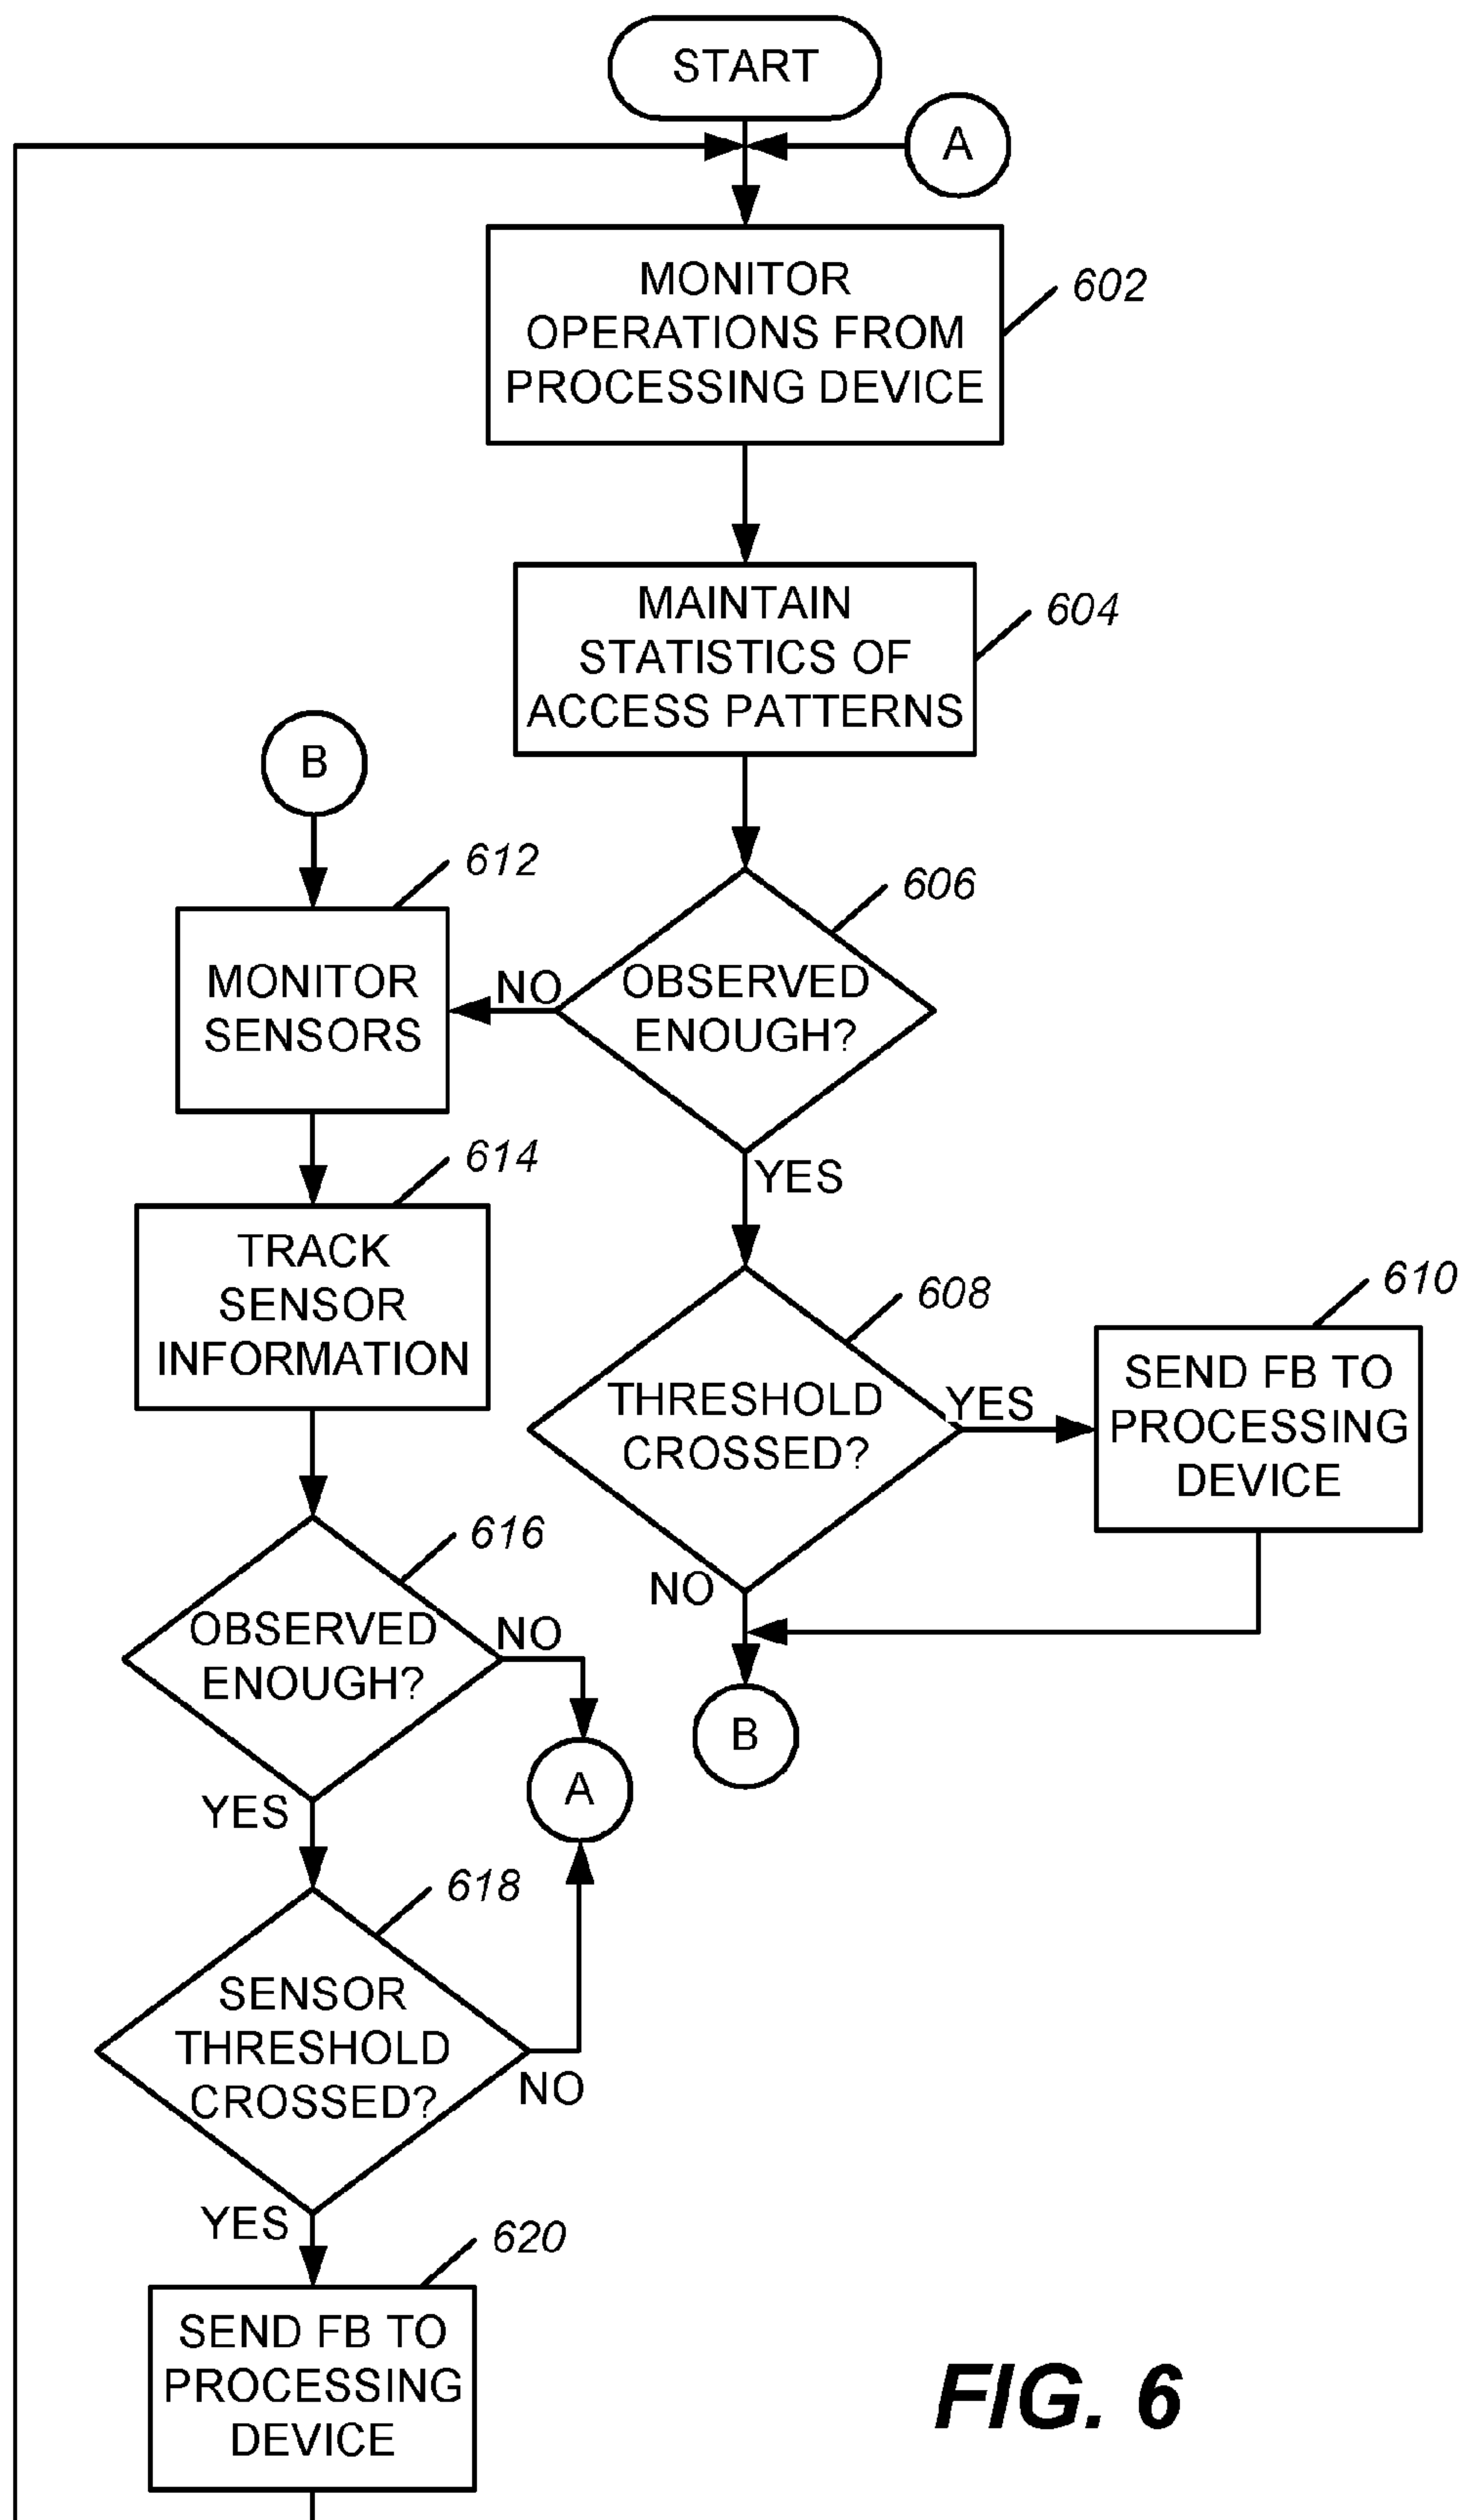 START
A
MONITOR
OPERATIONS FROM
PROCESSING DEVICE
602
MAINTAIN
STATISTICS OF
ACCESS PATTERNS
604
B
612
606
MONITOR
SENSORS
NO
OBSERVED
ENOUGH?
614
YES
TRACK
SENSOR
INFORMATION
608
610
THRESHOLD
CROSSED?
YES
SEND FB TO
PROCESSING
DEVICE
616
NO
OBSERVED
ENOUGH?
NO
B
A
YES
618
SENSOR
THRESHOLD
CROSSED?
NO
YES
620
SEND FB TO
PROCESSING
DEVICE
FIG. 6